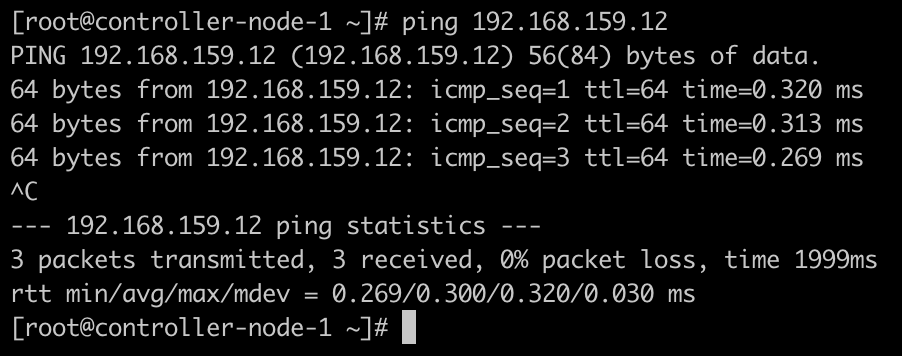 [root@controller-node-1 ~]# ping 192.168.159.12
PING 192.168.159.12 (192.168.159.12) 56(84) bytes of data.
64 bytes from 192.168.159.12: icmp_seq=1 ttl=64 time=0.320 ms
64 bytes from 192.168.159.12: icmp_seq=2 ttl=64 time=0.313 ms
64 bytes from 192.168.159.12: icmp_seq=3 ttl=64 time=0.269 ms
^C
--- 192.168.159.12 ping statistics ---
3 packets transmitted, 3 received, 0% packet loss, time 1999ms
rtt min/avg/max/mdev = 0.269/0.300/0.320/0.030 ms
[root@controller-node-1 ~]#